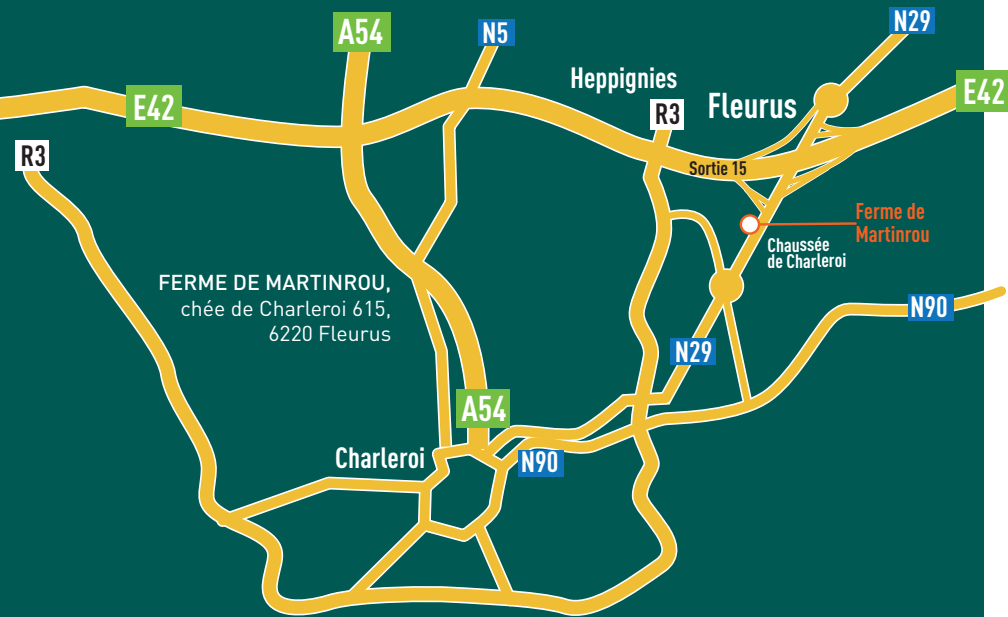 N29
A54
N5
Heppignies
E42
E42
Fleurus
R3
R3
Sortie 15
Ferme de
Martinrou
Chaussée
de Charleroi
FERME DE MARTINROU,
chée de Charleroi 615,
6220 Fleurus
N90
N29
A54
Charleroi
N90